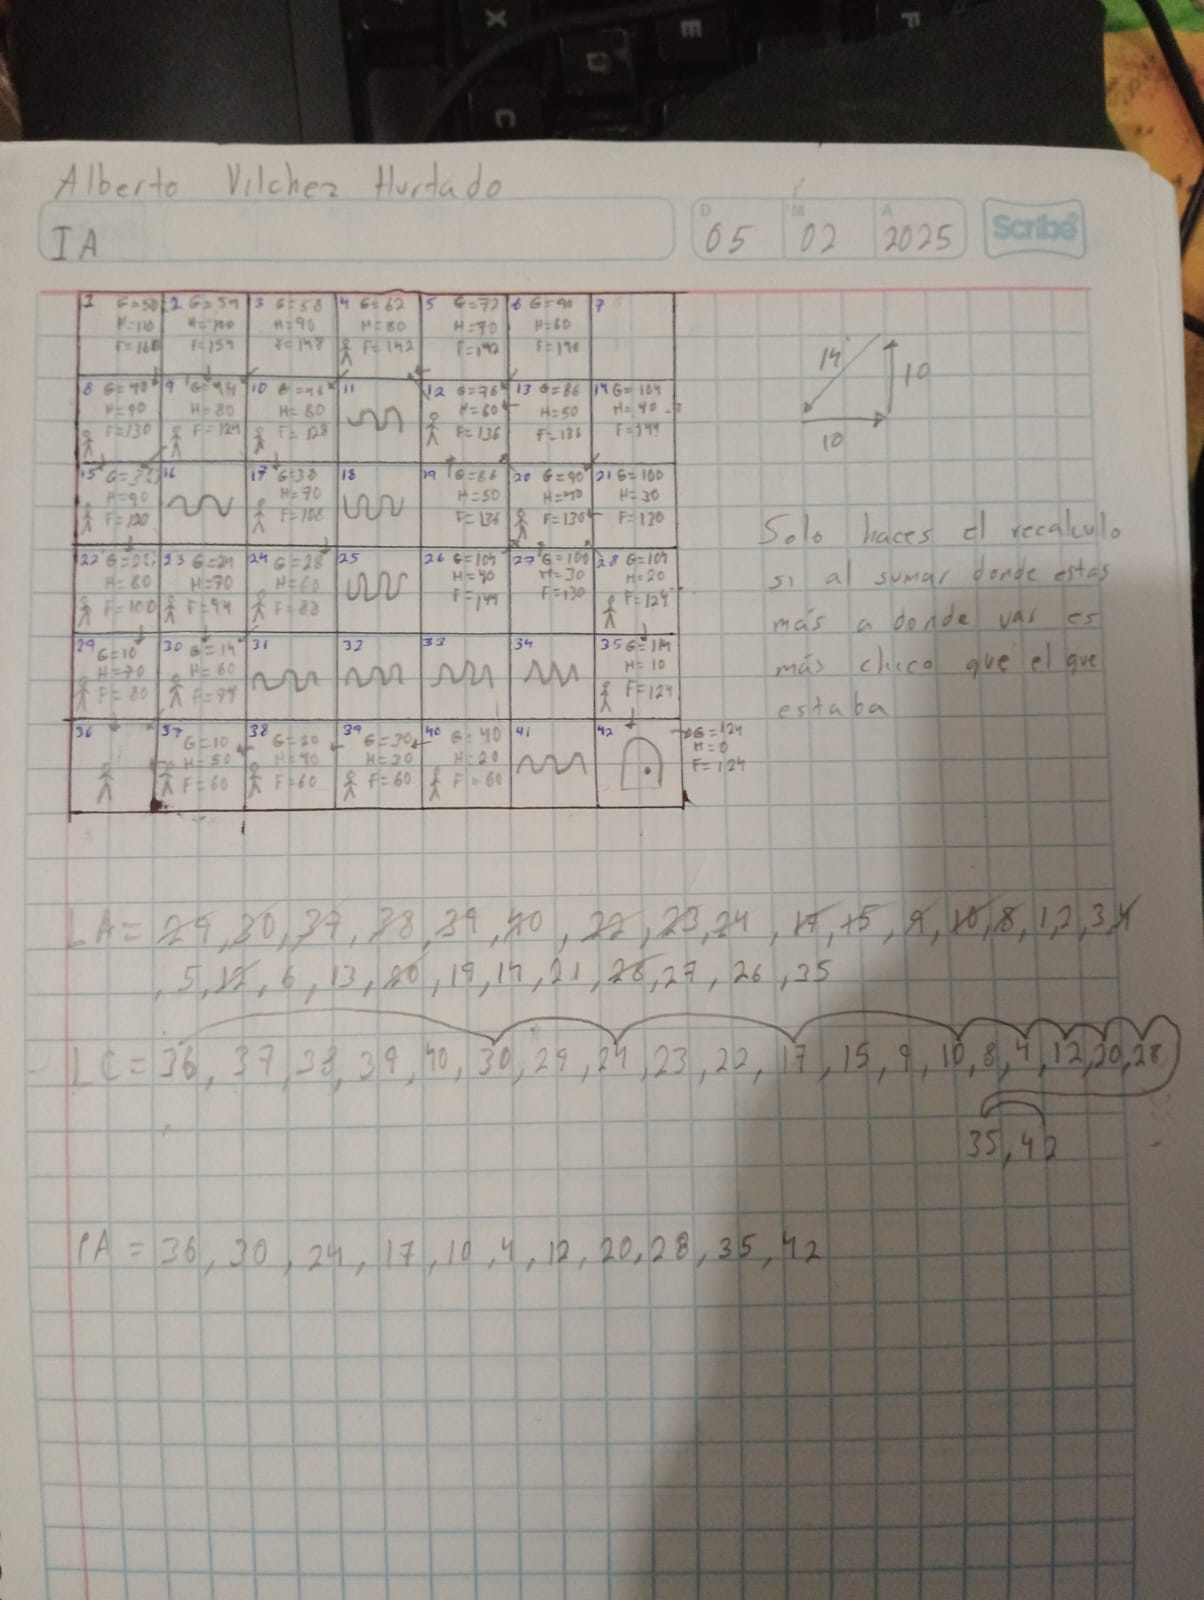 X
E
F
D
C
Alberto Vilchez Hurtado
IA
D 05 M 02 A 2025
Scribe
1 G=50 2 G=54 3 G=58 4 G=62 5 G=72 6 G=90 7
H=110 H=100 H=90 H=80 H=70 H=60
F=160 F=154 F=148 F=142 F=142 F=150
8 G=40 9 G=44 10 G=48 11 12 G=76 13 G=86 14 G=104
H=90 H=80 H=80 H=60 H=50 H=40
F=130 F=124 F=128 F=136 F=136 F=144
15 16 17 G=38 18 19 G=86 20 G=90 21 G=100
H=90 H=70 H=50 H=40 H=30
F=120 F=108 F=136 F=130 F=130
22 23 G=24 24 G=28 25 26 G=104 27 G=100 28 G=104
H=80 H=70 H=60 H=40 H=30 H=20
F=100 F=94 F=88 F=144 F=130 F=124
29 G=10 30 G=14 31 32 33 34 35 G=114
H=70 H=60 H=10
F=80 F=74 F=124
36 37 G=10 38 G=20 39 G=30 40 G=40 41 42 G=124
H=50 H=40 H=30 H=20 H=0
F=60 F=60 F=60 F=60 F=124
14 10
10
Solo haces el recalculo
si al sumar donde estas
más a donde vas es
más chico que el que
estaba
LA= 29, 30, 37, 38, 39, 40, 22, 23, 24, 17, 15, 9, 10, 8, 1, 2, 3, 4
, 5, 12, 6, 13, 20, 19, 14, 21, 28, 27, 26, 35
LC= 36, 37, 38, 39, 40, 30, 29, 24, 23, 22, 17, 15, 9, 10, 8, 4, 12, 20, 28
35, 42
PA= 36, 30, 24, 17, 10, 4, 12, 20, 28, 35, 42